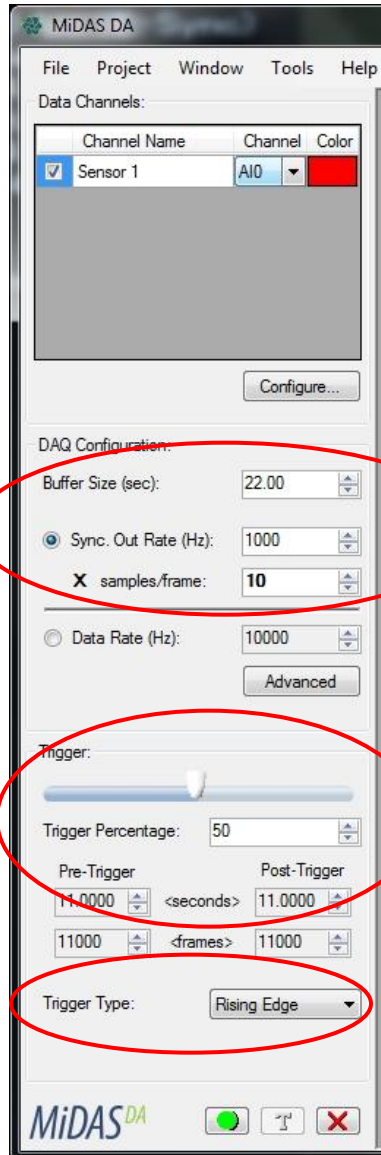 MiDAS DA
File Project Window Tools Help
Data Channels:
Channel Name Channel Color
Sensor 1 AI0
Configure...
DAQ Configuration:
Buffer Size (sec): 22.00
Sync. Out Rate (Hz): 1000
X samples/frame: 10
Data Rate (Hz): 10000
Advanced
Trigger:
Trigger Percentage: 50
Pre-Trigger Post-Trigger
11.0000 <seconds> 11.0000
11000 <frames> 11000
Trigger Type: Rising Edge
MiDAS DA T X